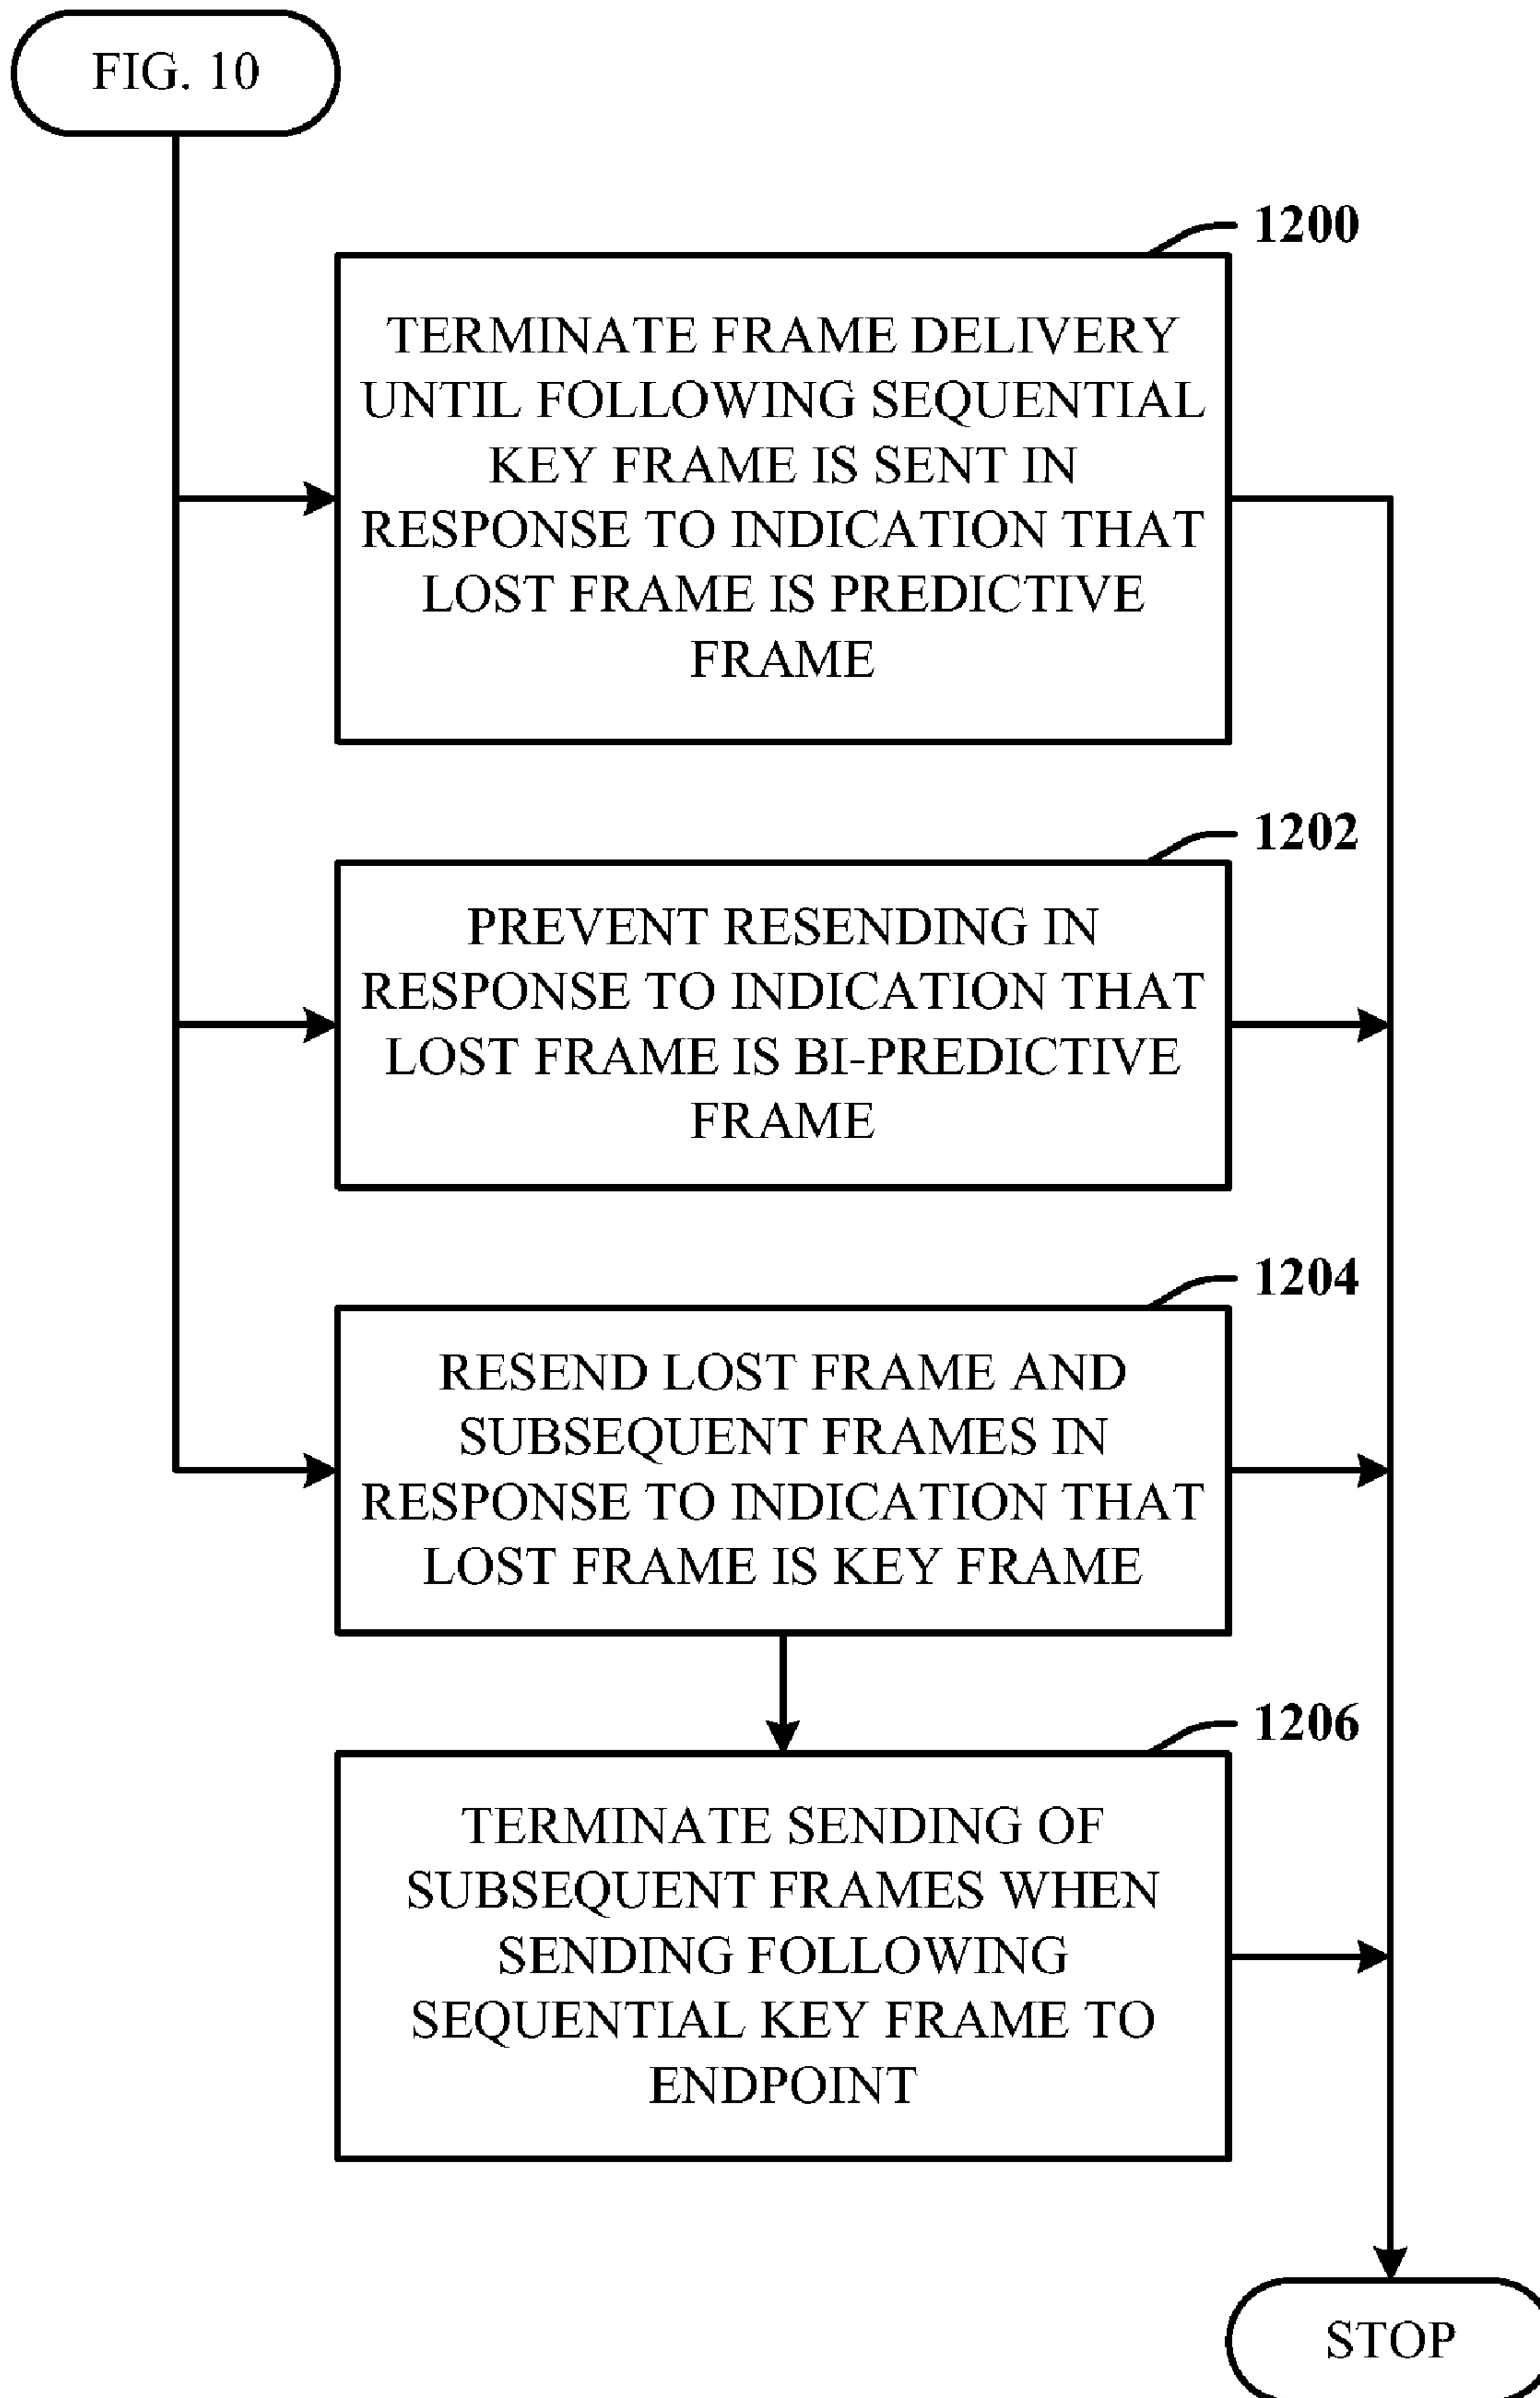 FIG. 10
1200
TERMINATE FRAME DELIVERY
UNTIL FOLLOWING SEQUENTIAL
KEY FRAME IS SENT IN
RESPONSE TO INDICATION THAT
LOST FRAME IS PREDICTIVE
FRAME
1202
PREVENT RESENDING IN
RESPONSE TO INDICATION THAT
LOST FRAME IS BI-PREDICTIVE
FRAME
1204
RESEND LOST FRAME AND
SUBSEQUENT FRAMES IN
RESPONSE TO INDICATION THAT
LOST FRAME IS KEY FRAME
1206
TERMINATE SENDING OF
SUBSEQUENT FRAMES WHEN
SENDING FOLLOWING
SEQUENTIAL KEY FRAME TO
ENDPOINT
STOP